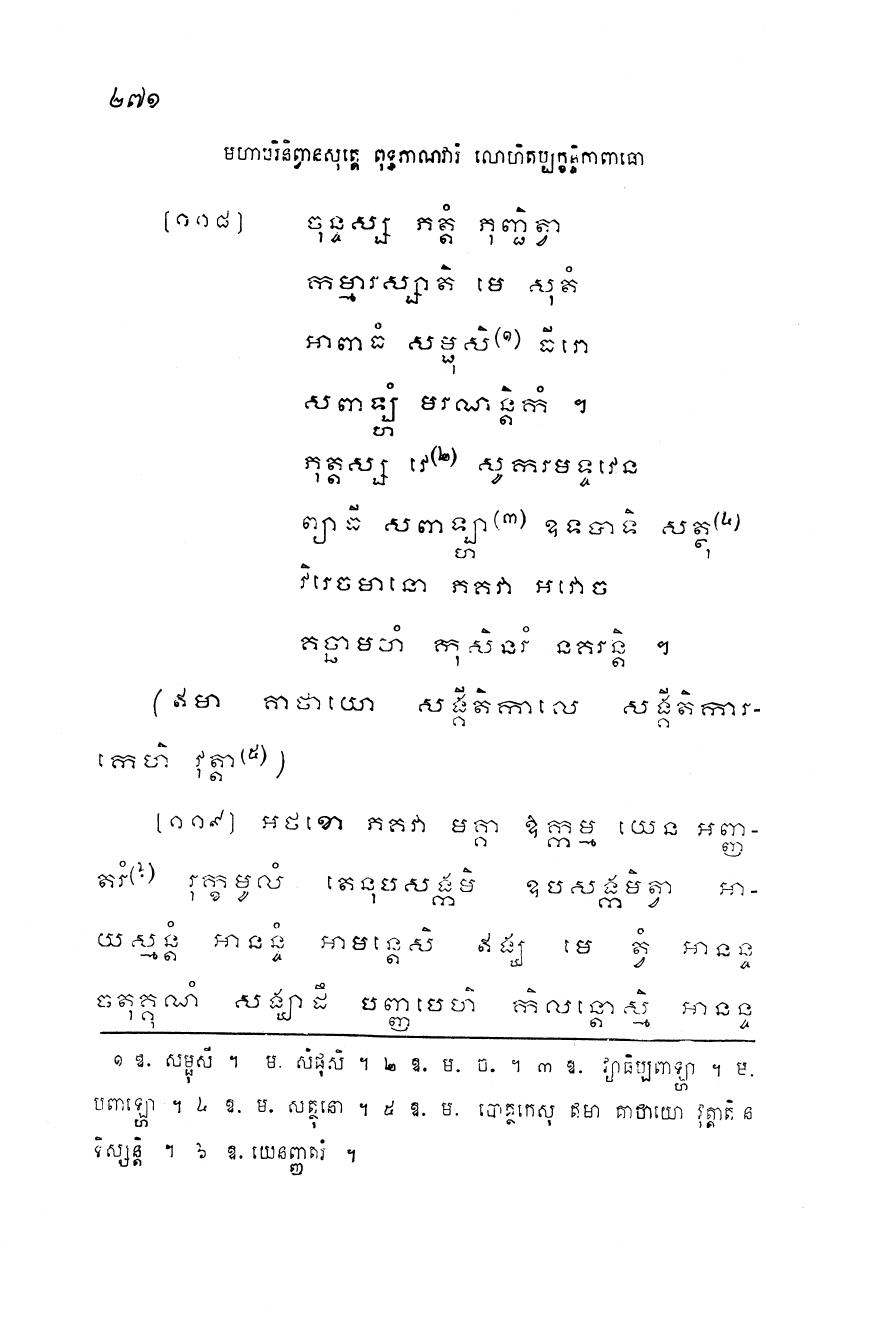 ២៧១
មហាបរិនិព្វានសុត្តេ ពុទ្ធភាណវារំ លោហិតប្បក្ខន្ទិកាពាធោ
[១១៨] ចុន្ទស្ស ភត្តំ ភុញ្ជិត្វា
កម្មារស្សាតិ មេ សុតំ
អាពាធំ សម្ផុសិ(១) ធីរោ
សពាឡ្ហំ មរណន្តិកំ ។
ភុត្តស្ស វេ(២) សូករមទ្ទវេន
ព្យាធី សពាឡ្ហា(៣) ឧទបាទិ សត្ថុ(៤)
វិរេចមានោ ភគវា អវោច
គច្ឆាមហំ កុសិនរំ នគរន្តិ ។
(ឥមា គាថាយោ សង្គីតិកាលេ សង្គីតិការ-
កេហិ វុត្តា(៥))
[១១៩] អថខោ ភគវា មគ្គា ឱក្កម្ម យេន អញ្ញ-
តរំ(៦) រុក្ខមូលំ តេនុបសង្កមិ ឧបសង្កមិត្វា អា-
យស្មន្តំ អានន្ទំ អាមន្តេសិ ឥង្ឃ មេ ត្វំ អានន្ទ
ចតុគ្គុណំ សង្ឃាដឹ បញ្ញបេហិ កិលន្តោស្មិ អានន្ទ
១ ឱ. សម្ផុសី ។ ម. សំផុសិ ។ ២ ឱ. ម. ច. ។ ៣ ឱ. វ្យាធិប្បពាឡ្ហា ។ ម.
បពាឡ្ហោ ។ ៤ ឱ. ម. សត្ថុនោ ។ ៥ ឱ. ម. បោត្ថកេសុ ឥមា គាថាយោ វុត្តាតិ ន
ទិស្សន្តិ ។ ៦ ឱ. យេនញ្ញតរំ ។